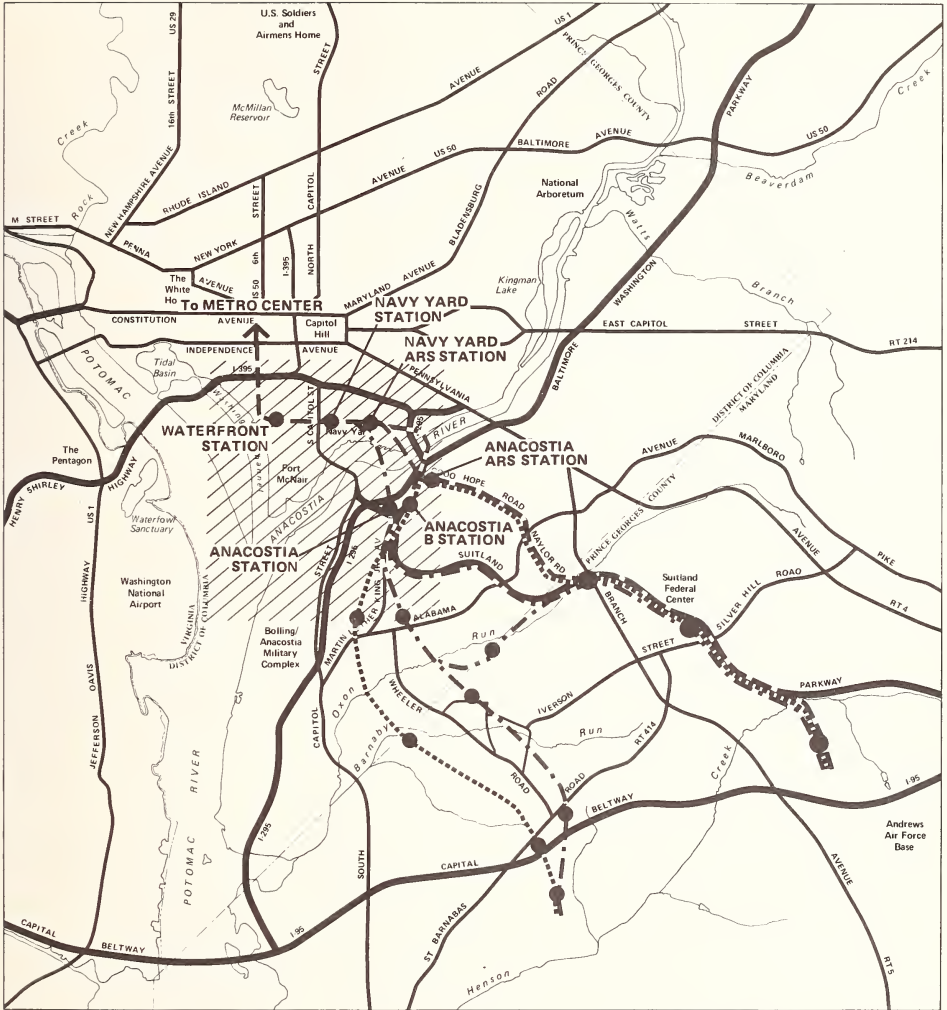 US 29
U.S. Soldiers
and
Airmens Home
STREET
US 1
PRINCE GEORGES COUNTY
AVENUE
ROAD
PARKWAY
Creek
16th STREET
McMillan
Reservoir
Creek
Rock
NEW HAMPSHIRE AVENUE
RHODE ISLAND
STREET
CAPITOL
AVENUE
US 50
BALTIMORE
AVENUE
US 50
Beaverdam
National
Arboretum
BLADENSBURG
Watts
M STREET
PENNA
NEW YORK
AVENUE
6th
I-395
NORTH
The
White
Ho
US 50
MARYLAND
AVENUE
Kingman
Lake
WASHINGTON
Branch
To METRO CENTER
NAVY YARD
STATION
CONSTITUTION
AVENUE
Capitol
Hill
EAST CAPITOL
STREET
RT 214
INDEPENDENCE
AVENUE
NAVY YARD
ARS STATION
POTOMAC
Tidal
Basin
I-395
PENNSYLVANIA
BALTIMORE
DISTRICT OF COLUMBIA
MARYLAND
S CAPITOL ST
RIVER
WATERFRONT
STATION
Navy Ya
ANACOSTIA
ARS STATION
AVENUE
MARLBORO
The
Pentagon
HENRY SHIRLEY
HIGHWAY
Port
McNair
ANACOSTIA
GOOD HOPE
ROAD
PRINCE GEORGES COUNTY
US 1
Waterfowl
Sanctuary
ANACOSTIA
B STATION
NAYLOR RD
AVENUE
PIKE
ANACOSTIA
STATION
STREET
I 295
SUITLAND
Suitland
Federal
Center
SILVER HILL
ROAD
RT 4
HIGHWAY
Washington
National
Airport
VIRGINIA
DISTRICT OF COLUMBIA
Bolling/
Anacostia
Military
Complex
MARTIN
HER KING JR AV
ALABAMA
BRANCH
Run
STREET
PARKWAY
JEFFERSON
DAVIS
CAPITOL
Oxon
WHEELER
IVERSON
Barnaby
Run
RT 414
Creek
POTOMAC
RIVER
ROAD
ROAD
BELTWAY
I-95
I-295
Andrews
Air Force
Base
SOUTH
CAPITAL
AVENUE
CAPITAL
BELTWAY
I-95
ST BARNABAS
RT 5
Henson